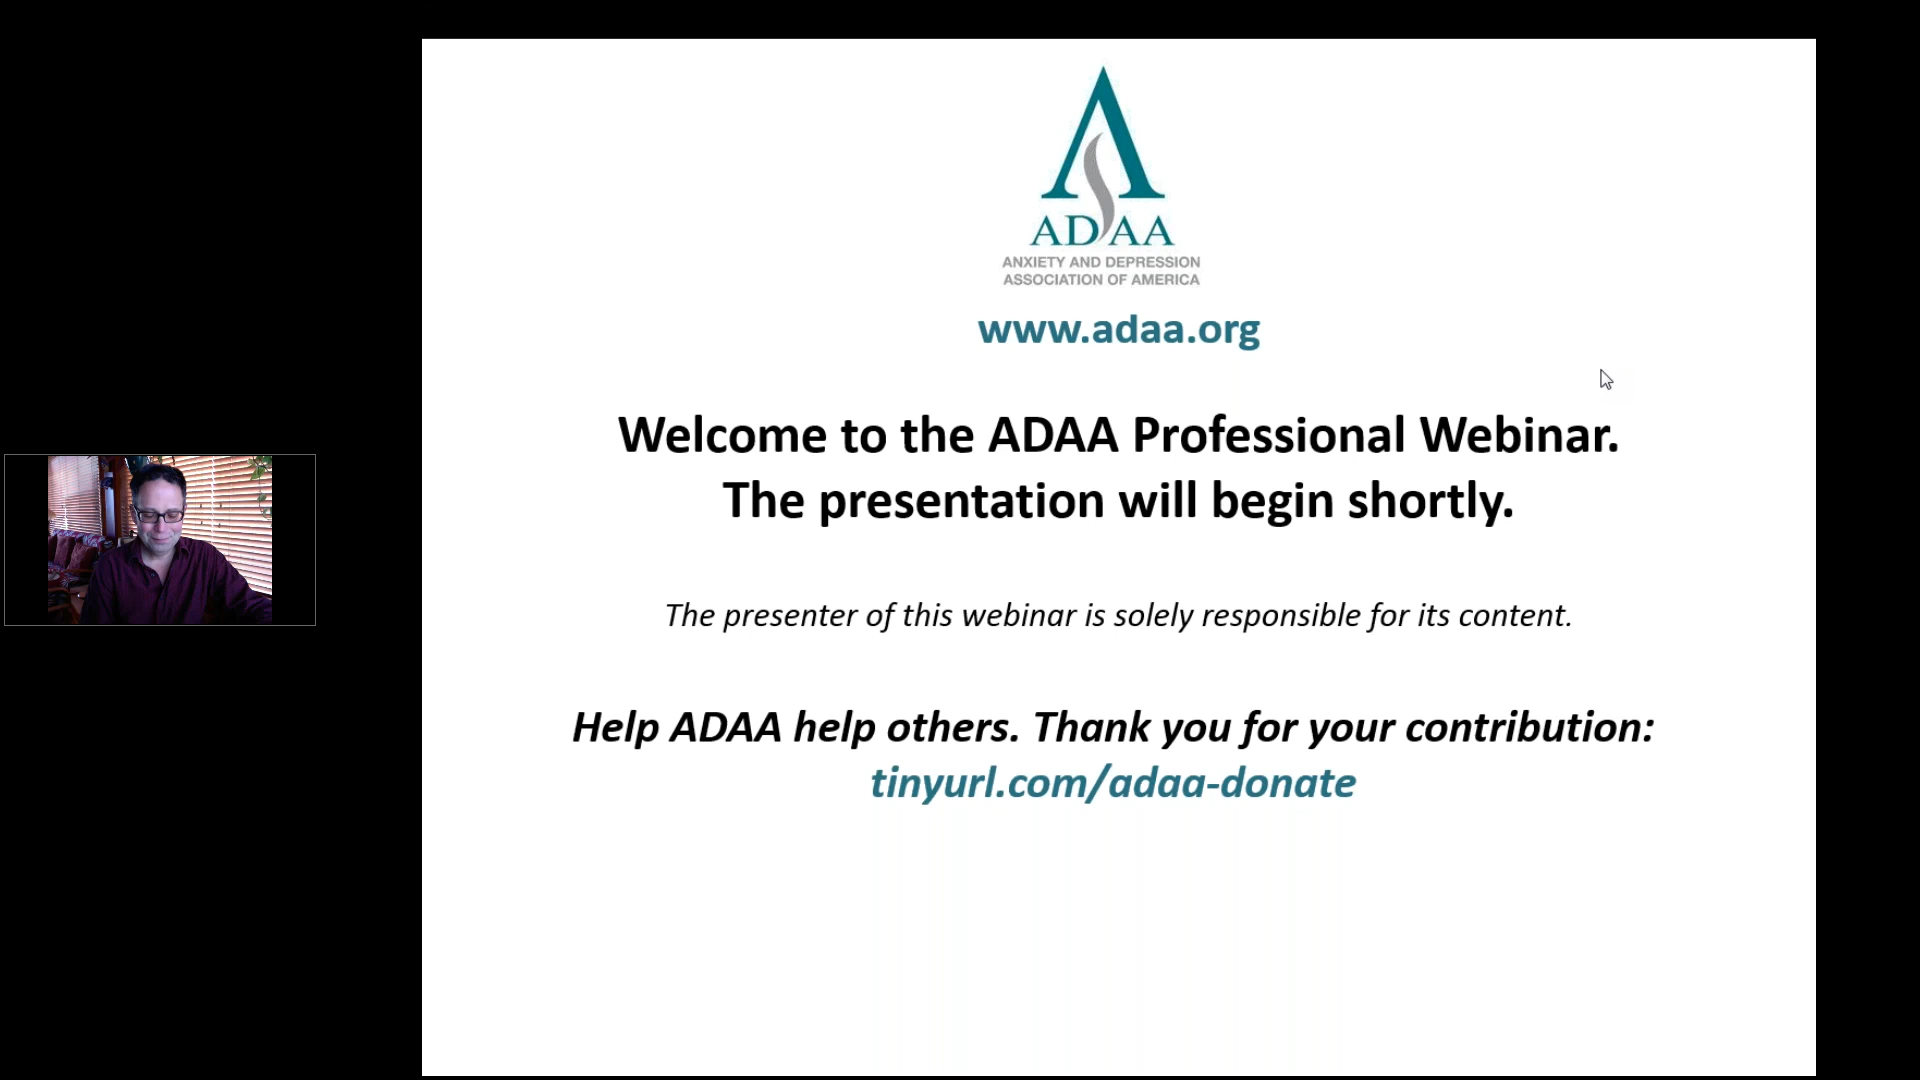 ADAA
ANXIETY AND DEPRESSION
ASSOCIATION OF AMERICA
www.adaa.org
Welcome to the ADAA Professional Webinar.
The presentation will begin shortly.
The presenter of this webinar is solely responsible for its content.
Help ADAA help others. Thank you for your contribution:
tinyurl.com/adaa-donate